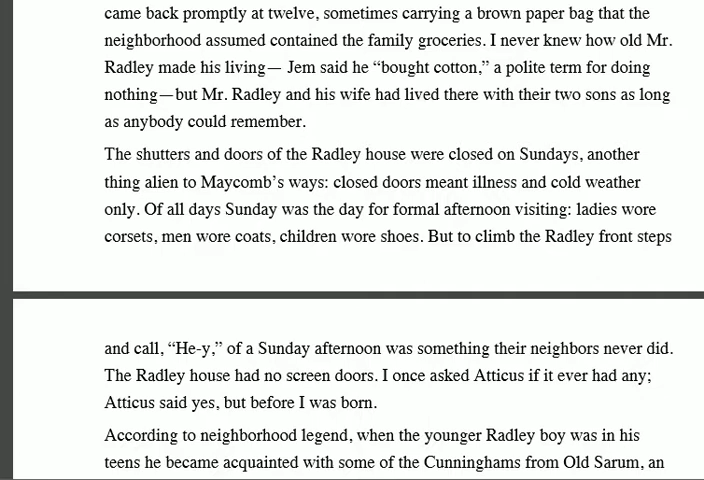 came back promptly at twelve, sometimes carrying a brown paper bag that the
neighborhood assumed contained the family groceries. I never knew how old Mr.
Radley made his living— Jem said he “bought cotton,” a polite term for doing
nothing—but Mr. Radley and his wife had lived there with their two sons as long
as anybody could remember.
The shutters and doors of the Radley house were closed on Sundays, another
thing alien to Maycomb’s ways: closed doors meant illness and cold weather
only. Of all days Sunday was the day for formal afternoon visiting: ladies wore
corsets, men wore coats, children wore shoes. But to climb the Radley front steps
and call, “He-y,” of a Sunday afternoon was something their neighbors never did.
The Radley house had no screen doors. I once asked Atticus if it ever had any;
Atticus said yes, but before I was born.
According to neighborhood legend, when the younger Radley boy was in his
teens he became acquainted with some of the Cunninghams from Old Sarum, an